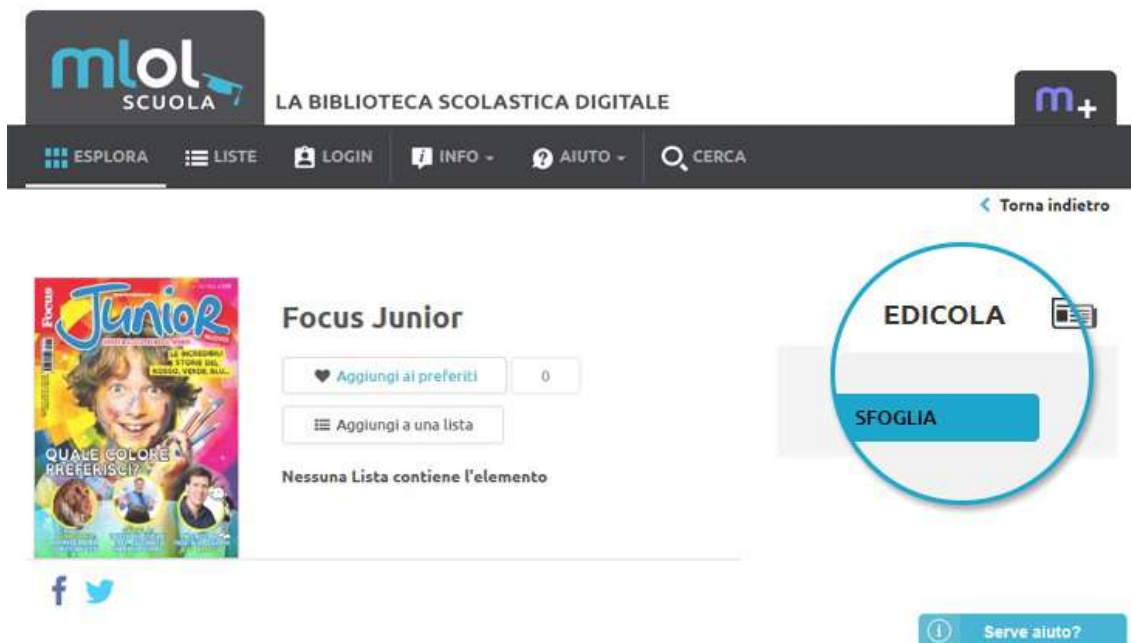 mlol
SCUOLA
LA BIBLIOTECA SCOLASTICA DIGITALE
m+
ESPLORA LISTE LOGIN INFO AIUTO CERCA
Torna indietro
Focus
Junior
LE INCREDIBILI
STORIE DEL
ROSSO, VERDE, BLU...
QUALE COLORE
PREFERISCI?
Focus Junior
Aggiungi ai preferiti 0
Aggiungi a una lista
Nessuna Lista contiene l'elemento
EDICOLA
SFOGLIA
f
Serve aiuto?